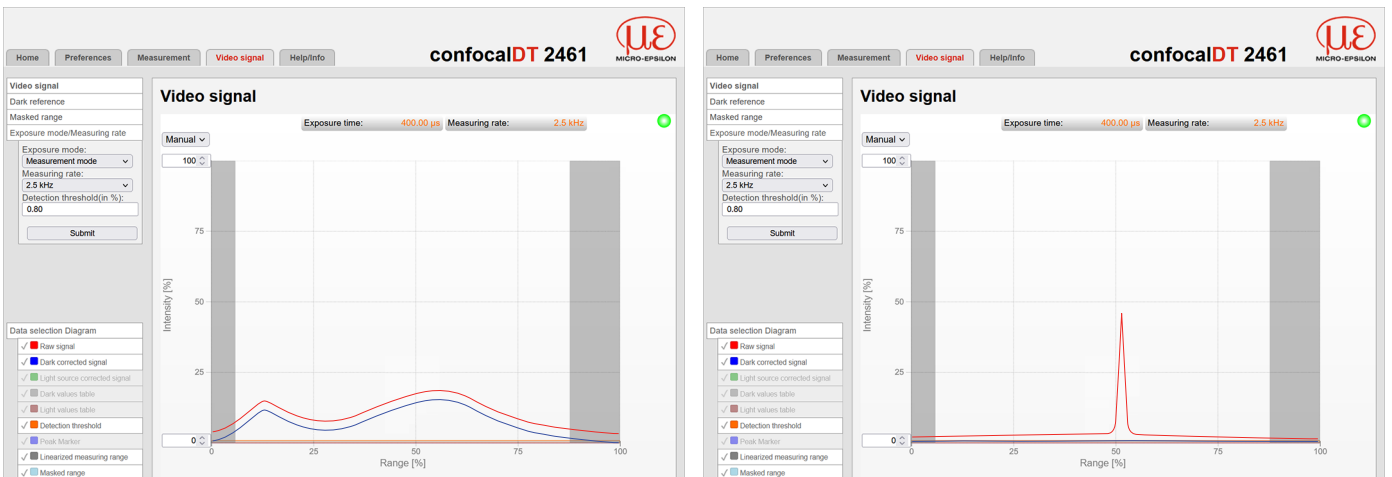 Home
Preferences
Measurement
Video signal
Help/Info
confocalDT 2461
με
MICRO-EPSILON
Video signal
Dark reference
Masked range
Exposure mode/Measuring rate
Exposure mode:
Measurement mode
Measuring rate:
2.5 kHz
Detection threshold(in %):
0.80
Submit
Data selection Diagram
Raw signal
Dark corrected signal
Light source corrected signal
Dark values table
Light values table
Detection threshold
Peak Marker
Linearized measuring range
Masked range
Video signal
Exposure time: 400.00 µs Measuring rate: 2.5 kHz
Manual
100
100
75
50
25
0
0
25
50
75
100
Intensity [%]
Range [%]
Home
Preferences
Measurement
Video signal
Help/Info
confocalDT 2461
με
MICRO-EPSILON
Video signal
Dark reference
Masked range
Exposure mode/Measuring rate
Exposure mode:
Measurement mode
Measuring rate:
2.5 kHz
Detection threshold(in %):
0.80
Submit
Data selection Diagram
Raw signal
Dark corrected signal
Light source corrected signal
Dark values table
Light values table
Detection threshold
Peak Marker
Linearized measuring range
Masked range
Video signal
Exposure time: 400.00 µs Measuring rate: 2.5 kHz
Manual
100
75
50
25
0
0
25
50
75
100
Intensity [%]
Range [%]